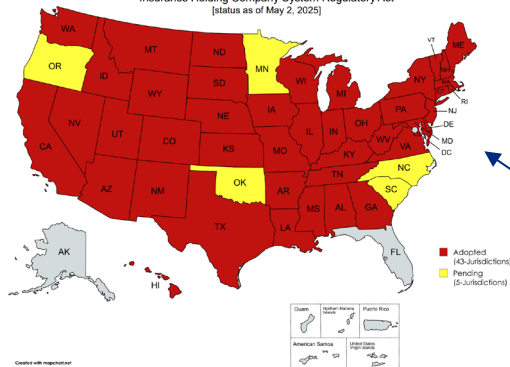 Insurance Holding Company System Regulatory Act
[status as of May 2, 2025]
WA
MT
ND
MN
VT
ME
OR
ID
SD
WI
MI
NY
NH
WY
RI
NV
NE
IA
PA
NJ
UT
CO
IL
IN
OH
DE
CA
KS
MO
WV
VA
MD
KY
DC
AZ
NM
OK
AR
TN
NC
SC
TX
LA
MS
AL
GA
AK
FL
HI
Adopted
(43-Jurisdictions)
Pending
(5-Jurisdictions)
Guam
Northern Mariana
Islands
Puerto Rico
American Samoa
United States
Virgin Islands
Created with mapchart.net